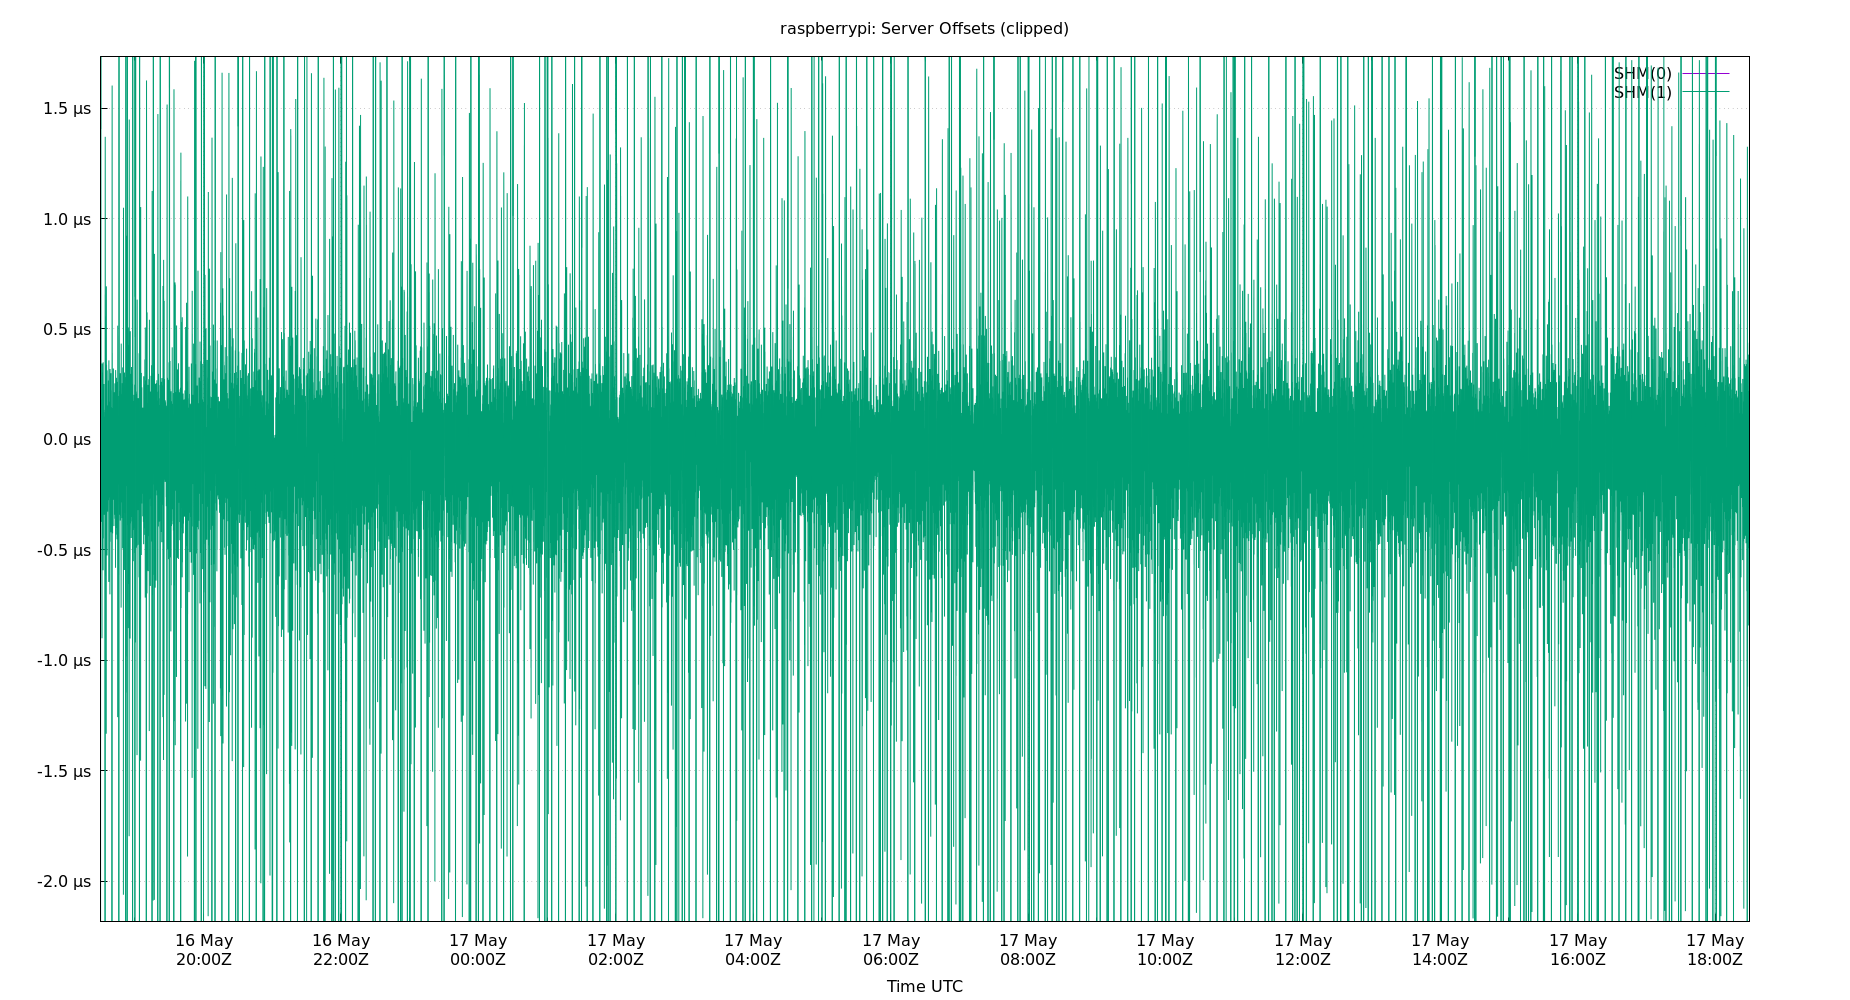 raspberrypi: Server Offsets (clipped)
SHM(0)
SHM(1)
1.5 µs
1.0 µs
0.5 µs
0.0 µs
-0.5 µs
-1.0 µs
-1.5 µs
-2.0 µs
16 May 16 May 17 May 17 May 17 May 17 May 17 May 17 May 17 May 17 May 17 May 17 May
20:00Z 22:00Z 00:00Z 02:00Z 04:00Z 06:00Z 08:00Z 10:00Z 12:00Z 14:00Z 16:00Z 18:00Z
Time UTC